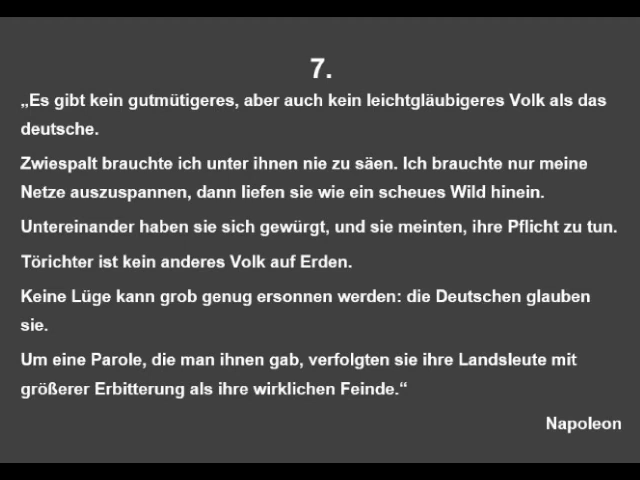 7.
„Es gibt kein gutmütigeres, aber auch kein leichtgläubigeres Volk als das
deutsche.
Zwiespalt brauchte ich unter ihnen nie zu säen. Ich brauchte nur meine
Netze auszuspannen, dann liefen sie wie ein scheues Wild hinein.
Untereinander haben sie sich gewürgt, und sie meinten, ihre Pflicht zu tun.
Törichter ist kein anderes Volk auf Erden.
Keine Lüge kann grob genug ersonnen werden: die Deutschen glauben
sie.
Um eine Parole, die man ihnen gab, verfolgten sie ihre Landsleute mit
größerer Erbitterung als ihre wirklichen Feinde.“
Napoleon